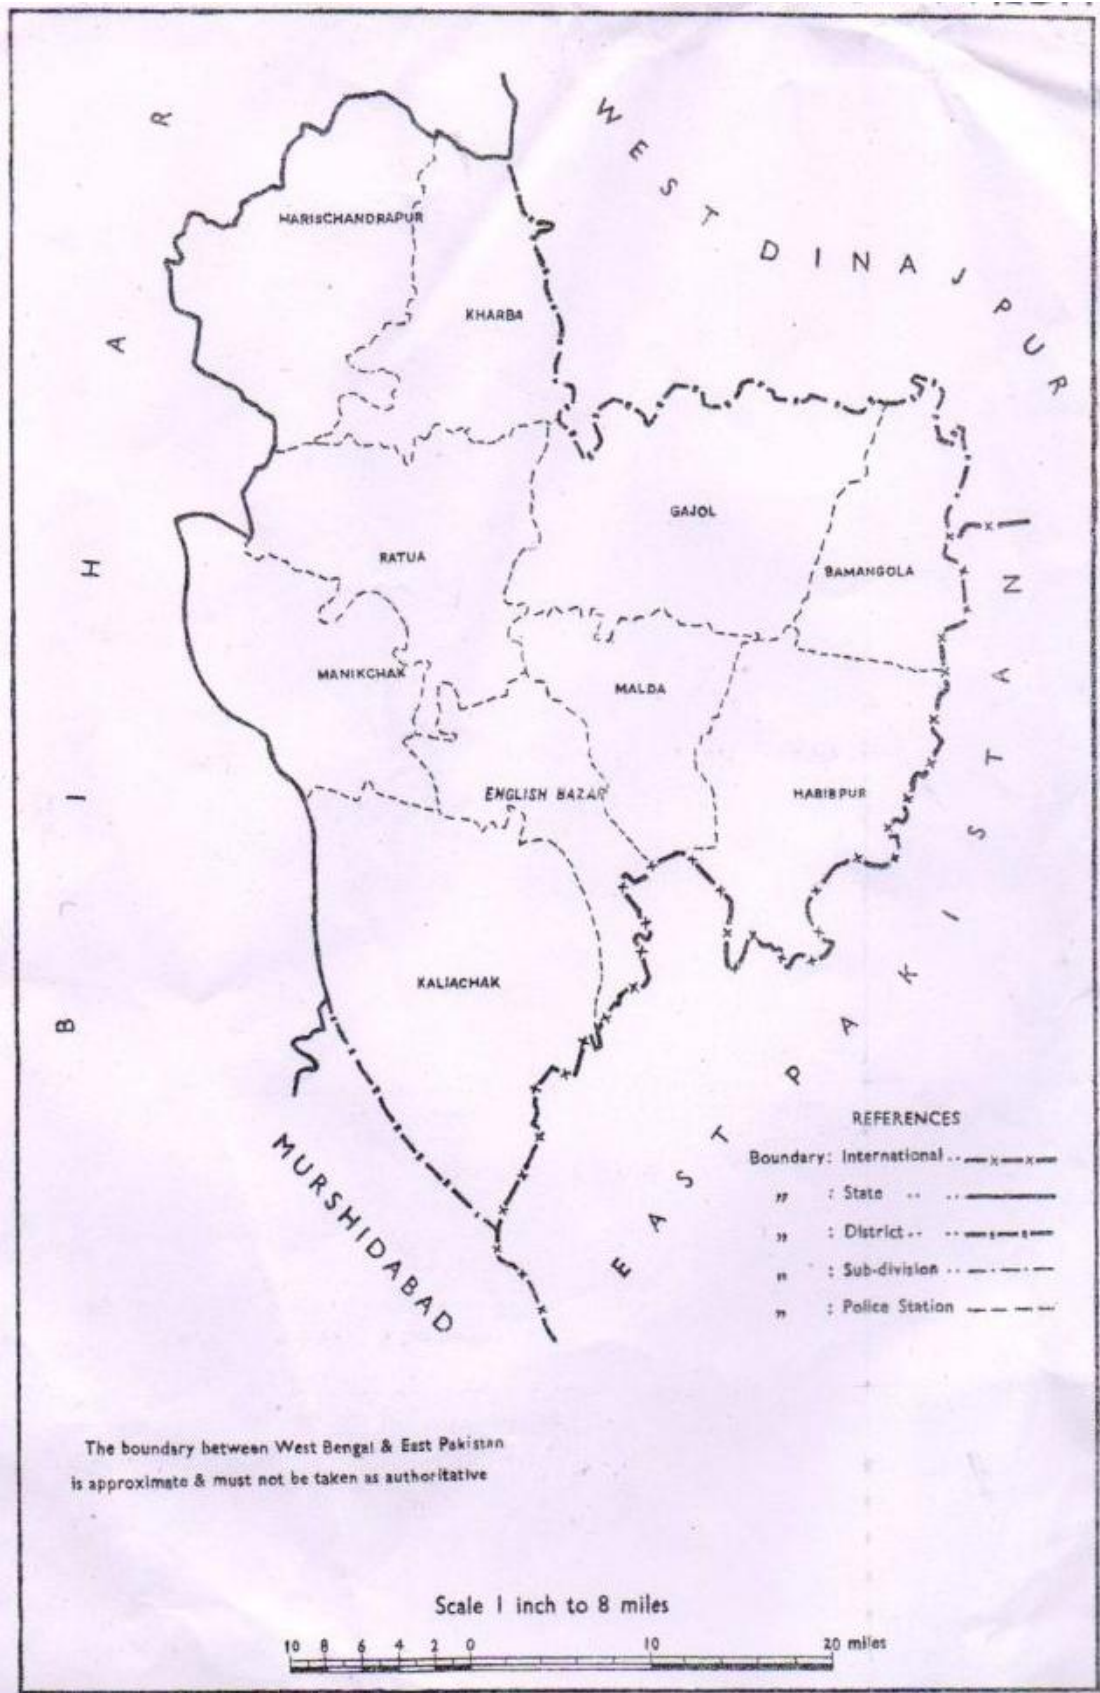 BIHAR
WEST DINAJPUR
HARISCHANDRAPUR
KHARBA
GAJOL
RATUA
BAMANGOLA
MANIKCHAK
MALDA
ENGLISH BAZAR
HABIBPUR
KALIACHAK
EAST PAKISTAN
MURSHIDABAD
REFERENCES
Boundary: International .. —x—x—
„ : State .. ..
„ : District .. ..
„ : Sub-division ..
„ : Police Station
The boundary between West Bengal & East Pakistan
is approximate & must not be taken as authoritative
Scale 1 inch to 8 miles
10 8 6 4 2 0 10 20 miles